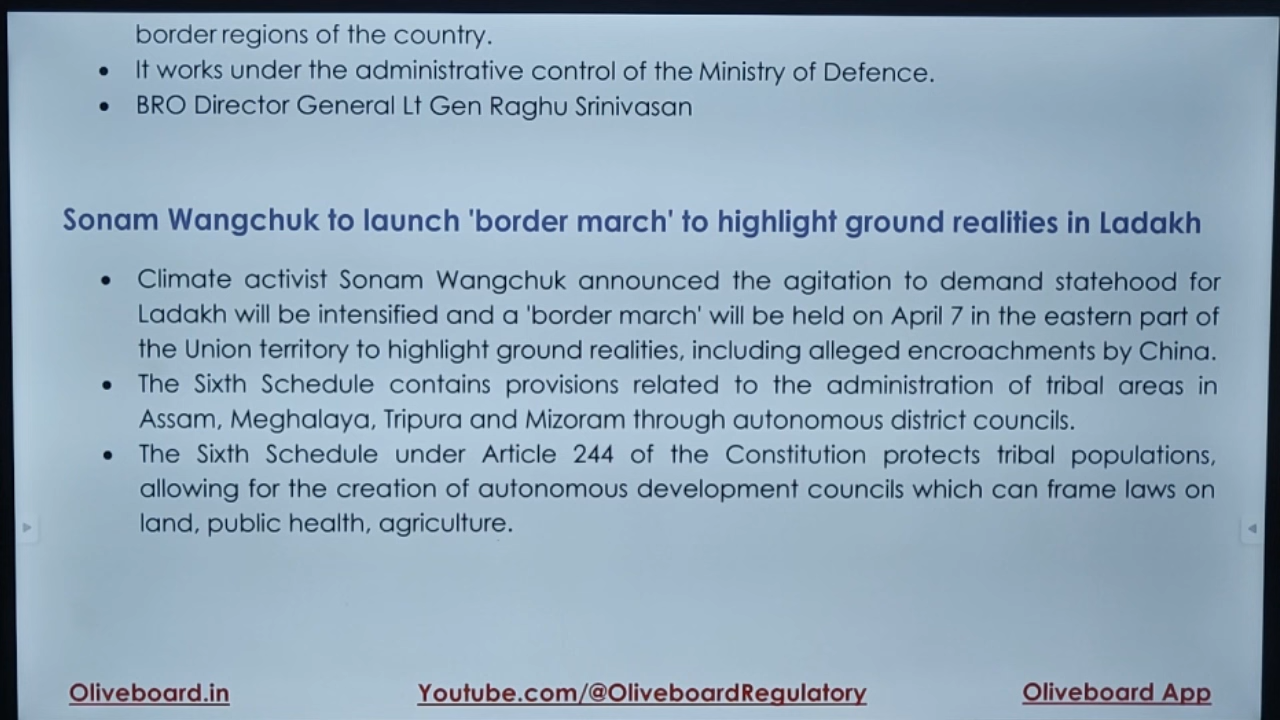 border regions of the country.
• It works under the administrative control of the Ministry of Defence.
• BRO Director General Lt Gen Raghu Srinivasan
Sonam Wangchuk to launch 'border march' to highlight ground realities in Ladakh
• Climate activist Sonam Wangchuk announced the agitation to demand statehood for
Ladakh will be intensified and a 'border march' will be held on April 7 in the eastern part of
the Union territory to highlight ground realities, including alleged encroachments by China.
• The Sixth Schedule contains provisions related to the administration of tribal areas in
Assam, Meghalaya, Tripura and Mizoram through autonomous district councils.
• The Sixth Schedule under Article 244 of the Constitution protects tribal populations,
allowing for the creation of autonomous development councils which can frame laws on
land, public health, agriculture.
Oliveboard.in Youtube.com/@OliveboardRegulatory Oliveboard App